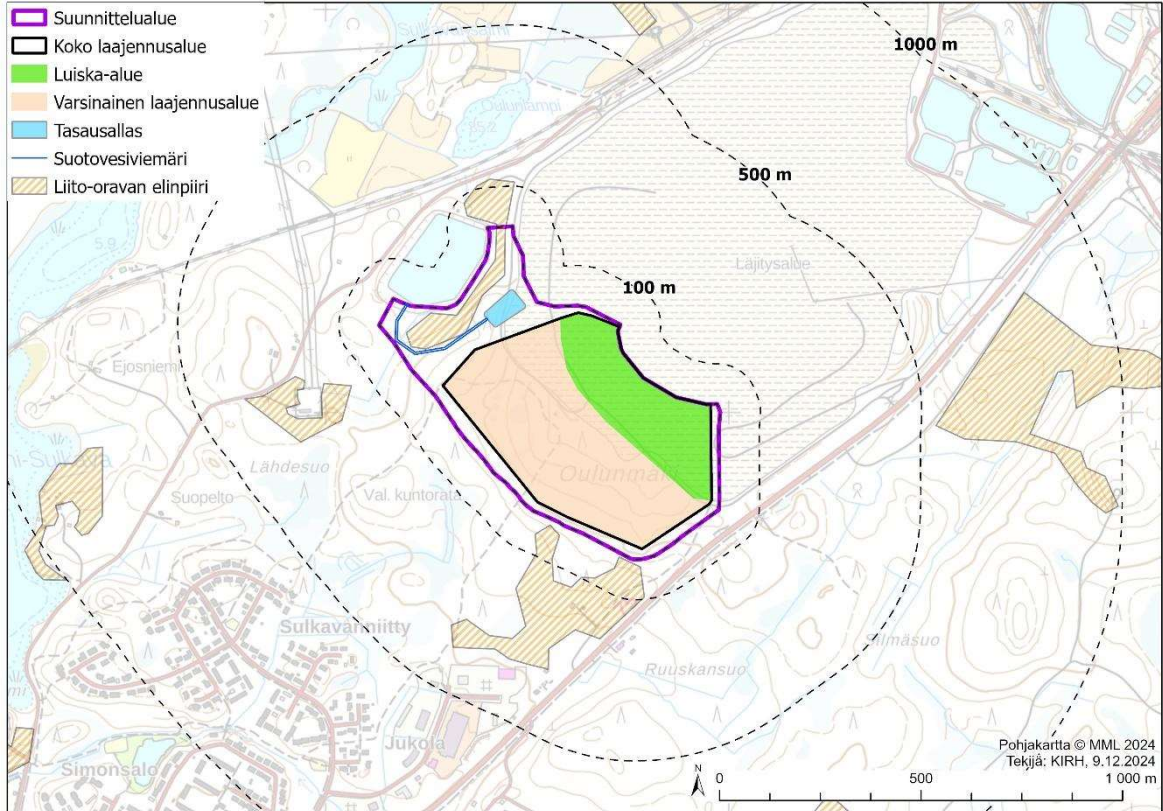 Suunnittelualue
Koko laajennusalue
Luiska-alue
Varsinainen laajennusalue
Tasausallas
Suotovesiviemäri
Liito-oravan elinpiiri
1000 m
500 m
100 m
Oulunlampi
Läjitysalue
5.9
Ejosniemi
Lähdesuo
Suopelto
Val. kuntorata
Oulunmäki
Sulkavanniitty
Silmäsuo
Ruuskansuo
Jukola
Simonsalo
Pohjakartta © MML 2024
Tekijä: KIRH, 9.12.2024
N
0 500 1 000 m